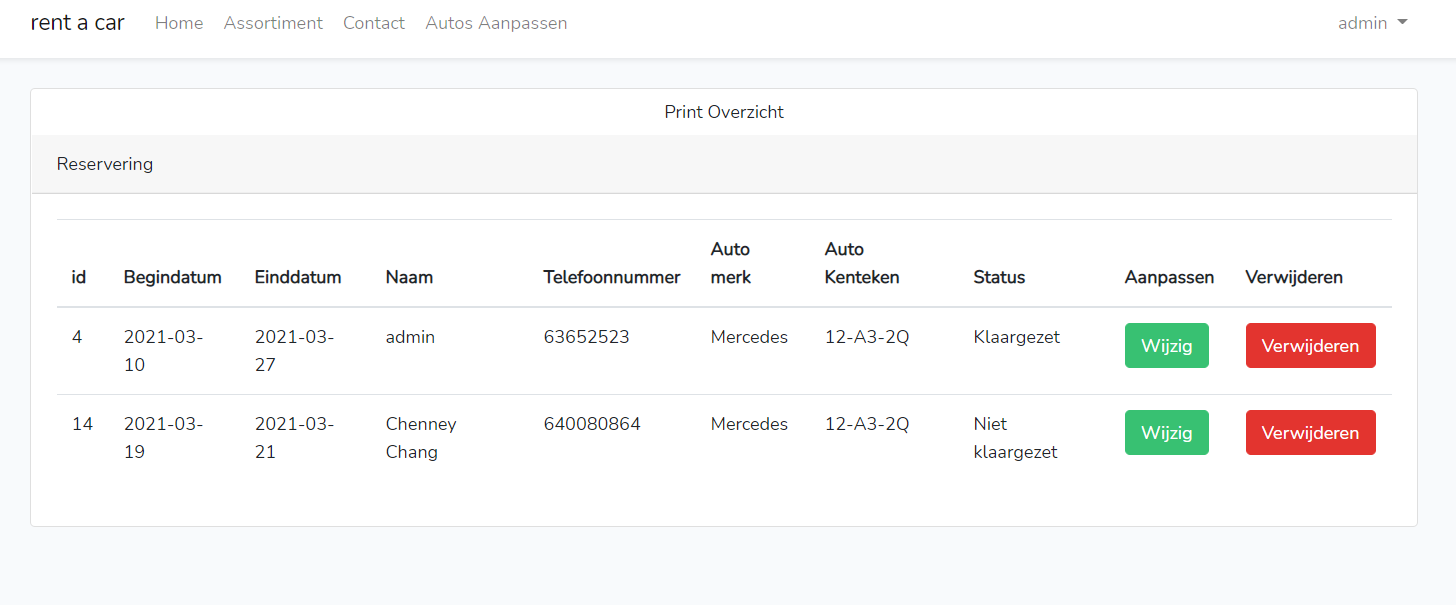 rent a car Home Assortiment Contact Autos Aanpassen admin
Print Overzicht
Reservering
id Begindatum Einddatum Naam Telefoonnummer Auto merk Auto Kenteken Status Aanpassen Verwijderen
4 2021-03-10 2021-03-27 admin 63652523 Mercedes 12-A3-2Q Klaargezet Wijzig Verwijderen
14 2021-03-19 2021-03-21 Chenney Chang 640080864 Mercedes 12-A3-2Q Niet klaargezet Wijzig Verwijderen